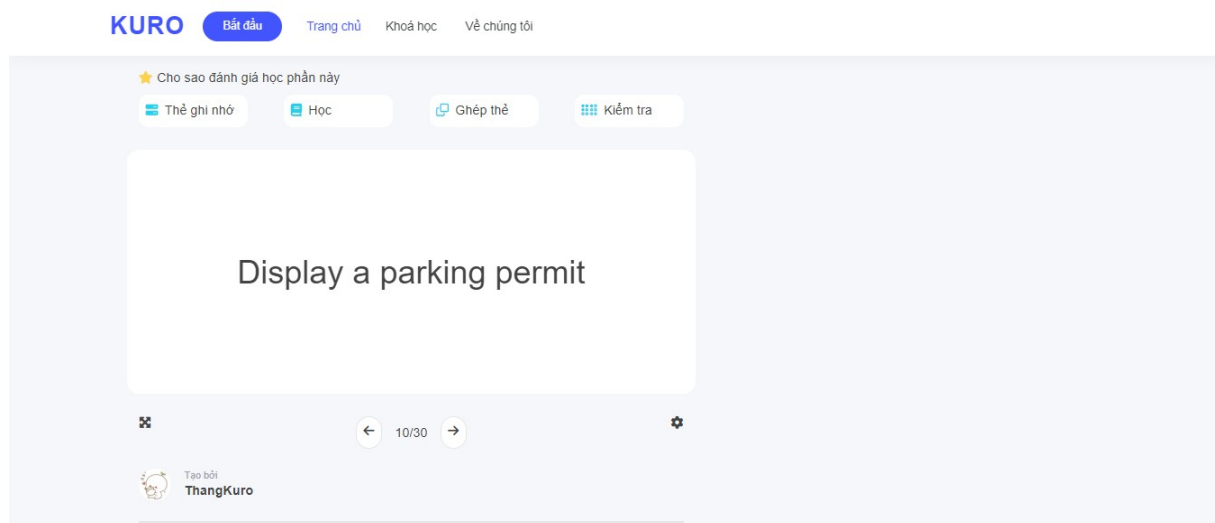 KURO Bắt đầu Trang chủ Khoá học Về chúng tôi
Cho sao đánh giá học phần này
Thẻ ghi nhớ Học Ghép thẻ Kiểm tra
Display a parking permit
10/30
Tạo bởi
ThangKuro